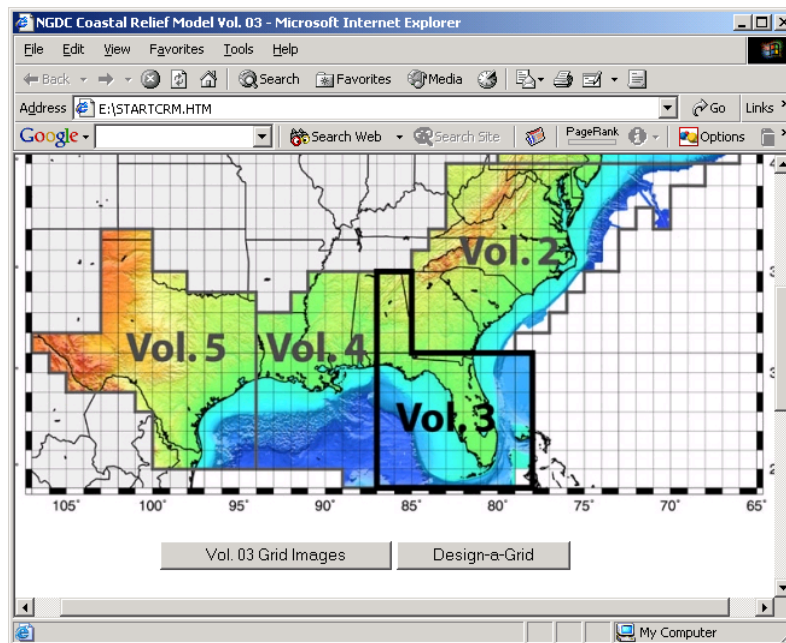 NGDC Coastal Relief Model Vol. 03 - Microsoft Internet Explorer
File Edit View Favorites Tools Help
Back Search Favorites Media
Address E:\STARTCRM.HTM Go Links »
Google Search Web Search Site PageRank Options »
Vol. 2
Vol. 5 Vol. 4
Vol. 3
105° 100° 95° 90° 85° 80° 75° 70° 65°
Vol. 03 Grid Images Design-a-Grid
My Computer